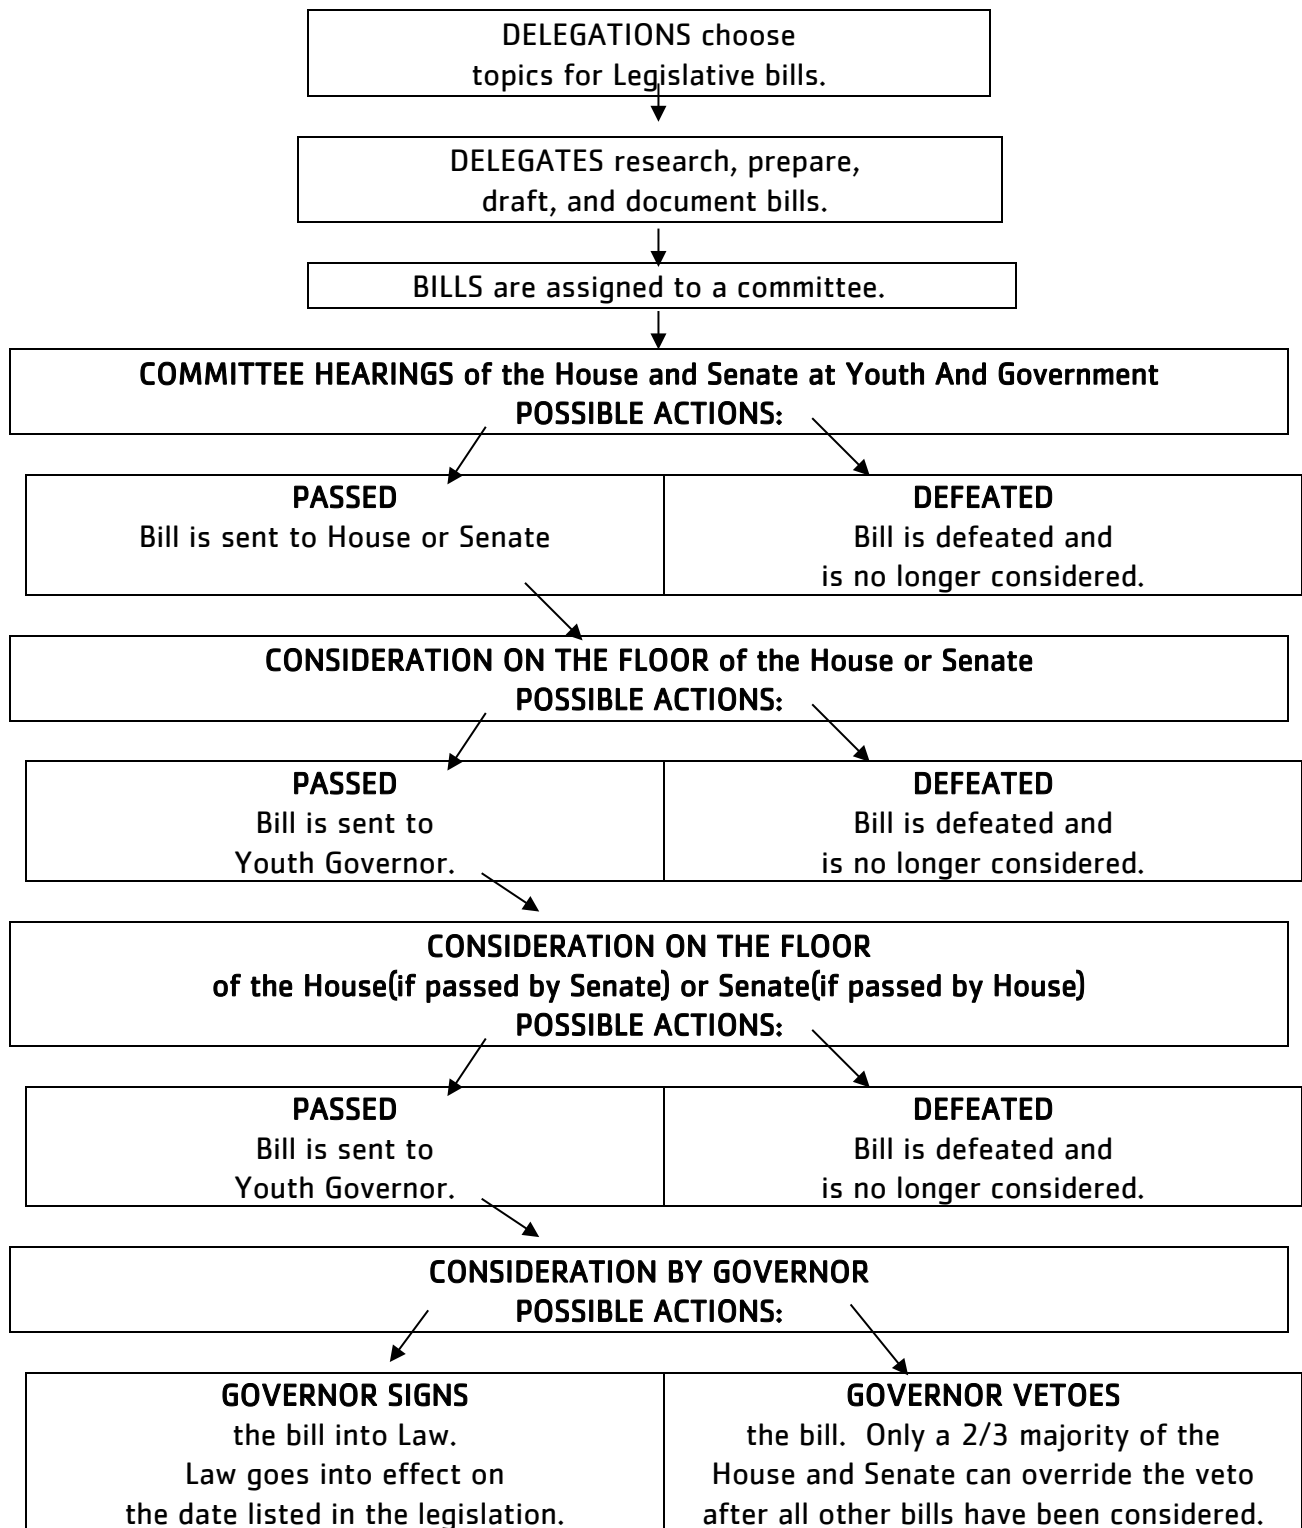 DELEGATIONS choose
topics for Legislative bills.
DELEGATES research, prepare,
draft, and document bills.
BILLS are assigned to a committee.
COMMITTEE HEARINGS of the House and Senate at Youth And Government
POSSIBLE ACTIONS:
PASSED
Bill is sent to House or Senate
DEFEATED
Bill is defeated and
is no longer considered.
CONSIDERATION ON THE FLOOR of the House or Senate
POSSIBLE ACTIONS:
PASSED
Bill is sent to
Youth Governor.
DEFEATED
Bill is defeated and
is no longer considered.
CONSIDERATION ON THE FLOOR
of the House(if passed by Senate) or Senate(if passed by House)
POSSIBLE ACTIONS:
PASSED
Bill is sent to
Youth Governor.
DEFEATED
Bill is defeated and
is no longer considered.
CONSIDERATION BY GOVERNOR
POSSIBLE ACTIONS:
GOVERNOR SIGNS
the bill into Law.
Law goes into effect on
the date listed in the legislation.
GOVERNOR VETOES
the bill.  Only a 2/3 majority of the
House and Senate can override the veto
after all other bills have been considered.